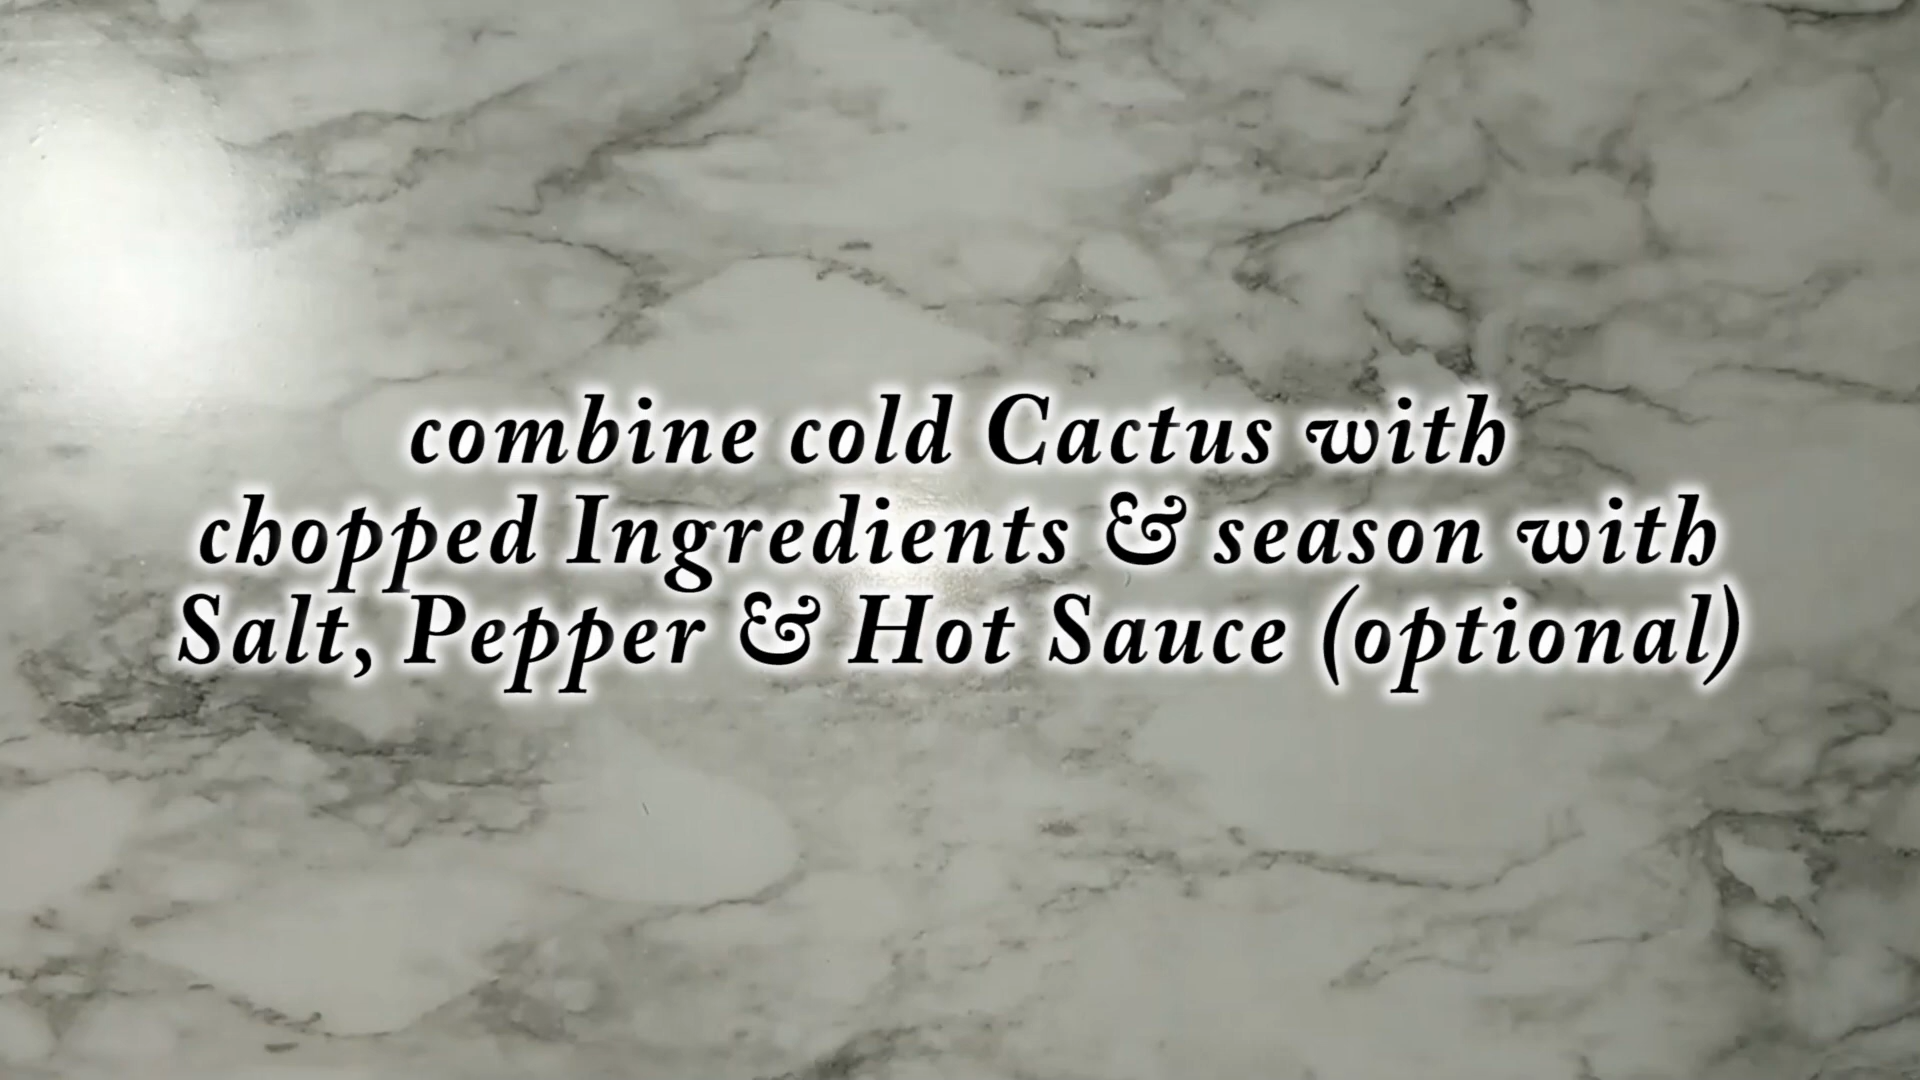 combine cold Cactus with
chopped Ingredients & season with
Salt, Pepper & Hot Sauce (optional)